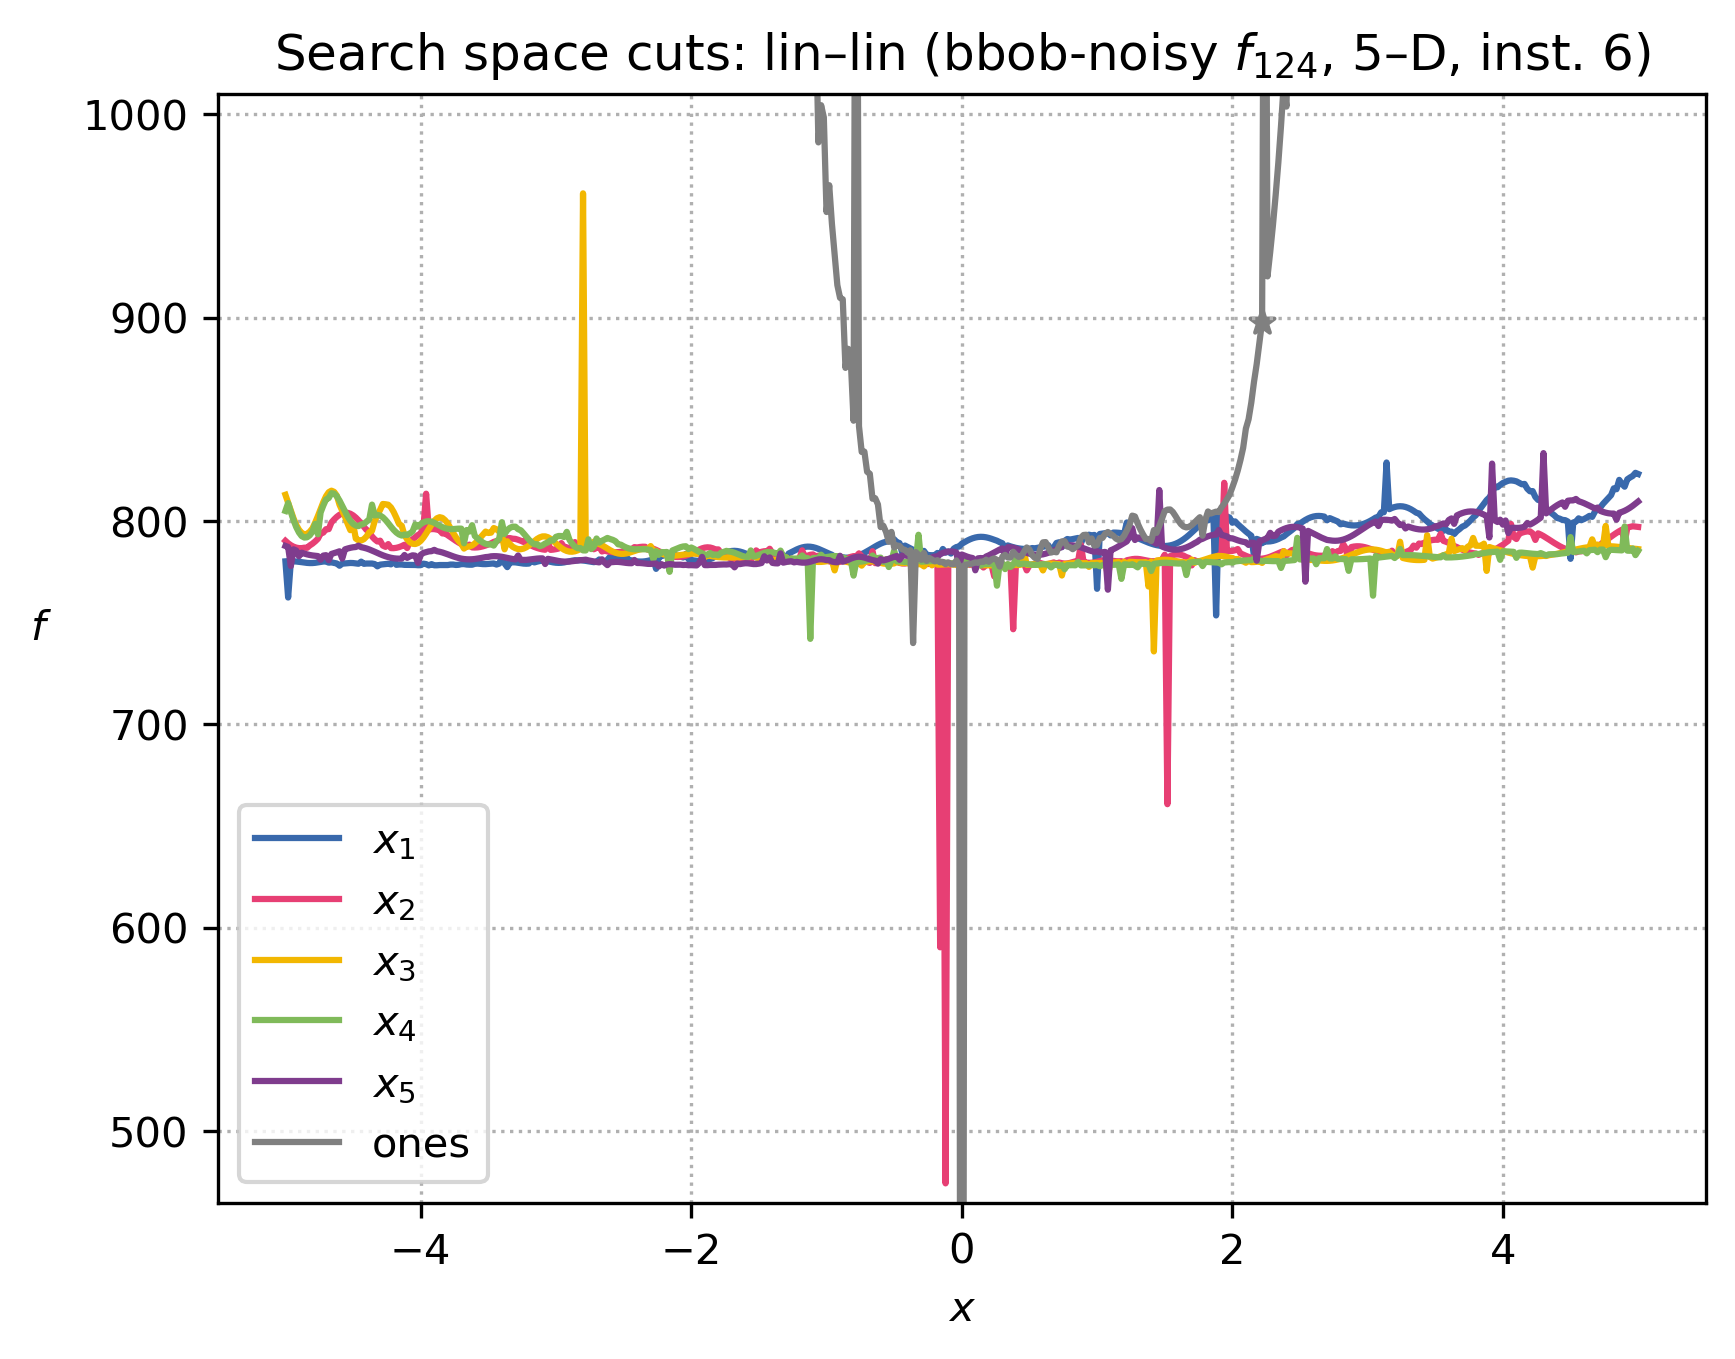 Search space cuts: lin–lin (bbob-noisy f₁₂₄, 5–D, inst. 6)
1000
900
800
700
600
500
f
x₁
x₂
x₃
x₄
x₅
ones
−4 −2 0 2 4
x